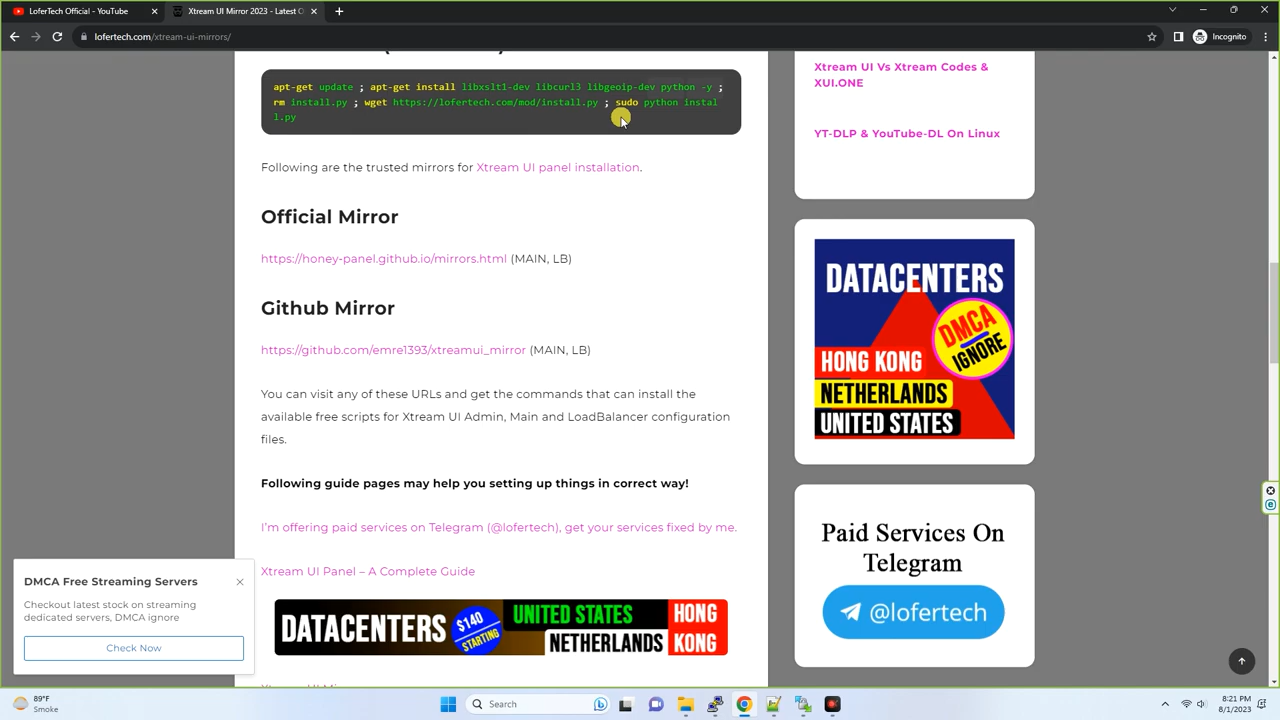 LoferTech Official - YouTube
Xtream UI Mirror 2023 - Latest O
lofertech.com/xtream-ui-mirrors/
Incognito
apt-get update ; apt-get install libxslt1-dev libcurl3 libgeoip-dev python -y ;
rm install.py ; wget https://lofertech.com/mod/install.py ; sudo python instal
l.py
Following are the trusted mirrors for Xtream UI panel installation.
Official Mirror
https://honey-panel.github.io/mirrors.html (MAIN, LB)
Github Mirror
https://github.com/emre1393/xtreamui_mirror (MAIN, LB)
You can visit any of these URLs and get the commands that can install the
available free scripts for Xtream UI Admin, Main and LoadBalancer configuration
files.
Following guide pages may help you setting up things in correct way!
I'm offering paid services on Telegram (@lofertech), get your services fixed by me.
Xtream UI Panel – A Complete Guide
DATACENTERS
$140
STARTING
UNITED STATES
NETHERLANDS
HONG
KONG
Xtream UI Vs Xtream Codes &
XUI.ONE
YT-DLP & YouTube-DL On Linux
DATACENTERS
DMCA
IGNORE
HONG KONG
NETHERLANDS
UNITED STATES
Paid Services On
Telegram
@lofertech
DMCA Free Streaming Servers
Checkout latest stock on streaming
dedicated servers, DMCA ignore
Check Now
89°F
Smoke
Search
8:21 PM
8/1/2023